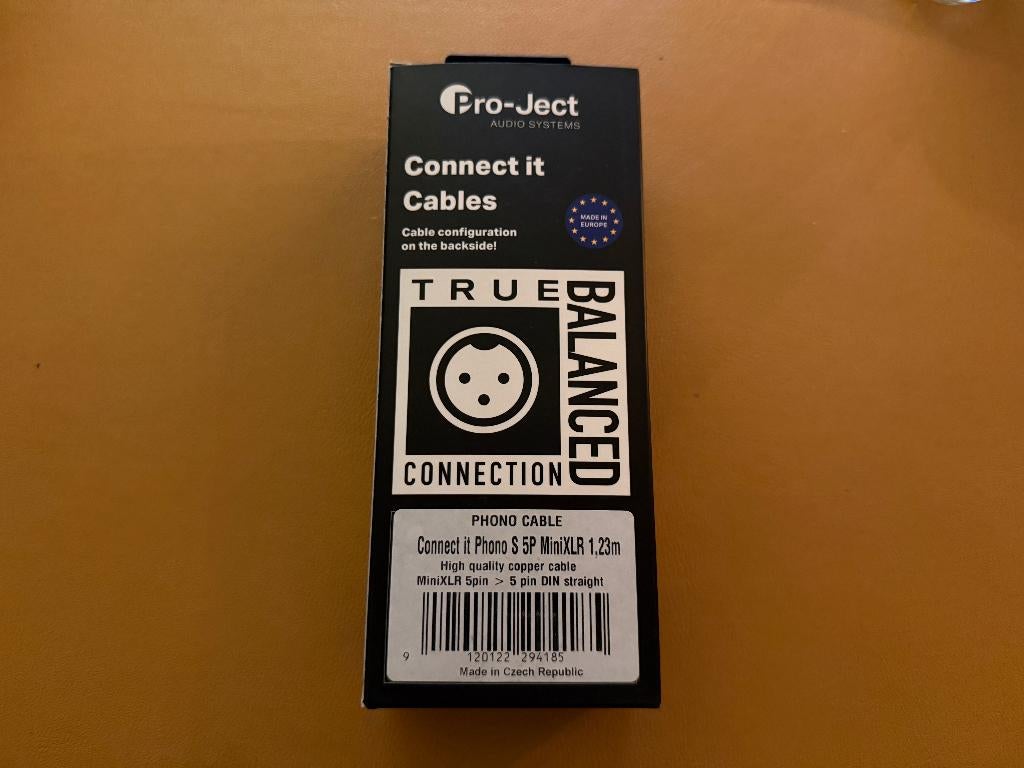 Pro-Ject
AUDIO SYSTEMS
Connect it
Cables
Cable configuration
on the backside!
MADE IN
EUROPE
TRUE
BALANCED
CONNECTION
PHONO CABLE
Connect it Phono S 5P MiniXLR 1,23m
High quality copper cable
MiniXLR 5pin > 5 pin DIN straight
9 120122 294185
Made in Czech Republic